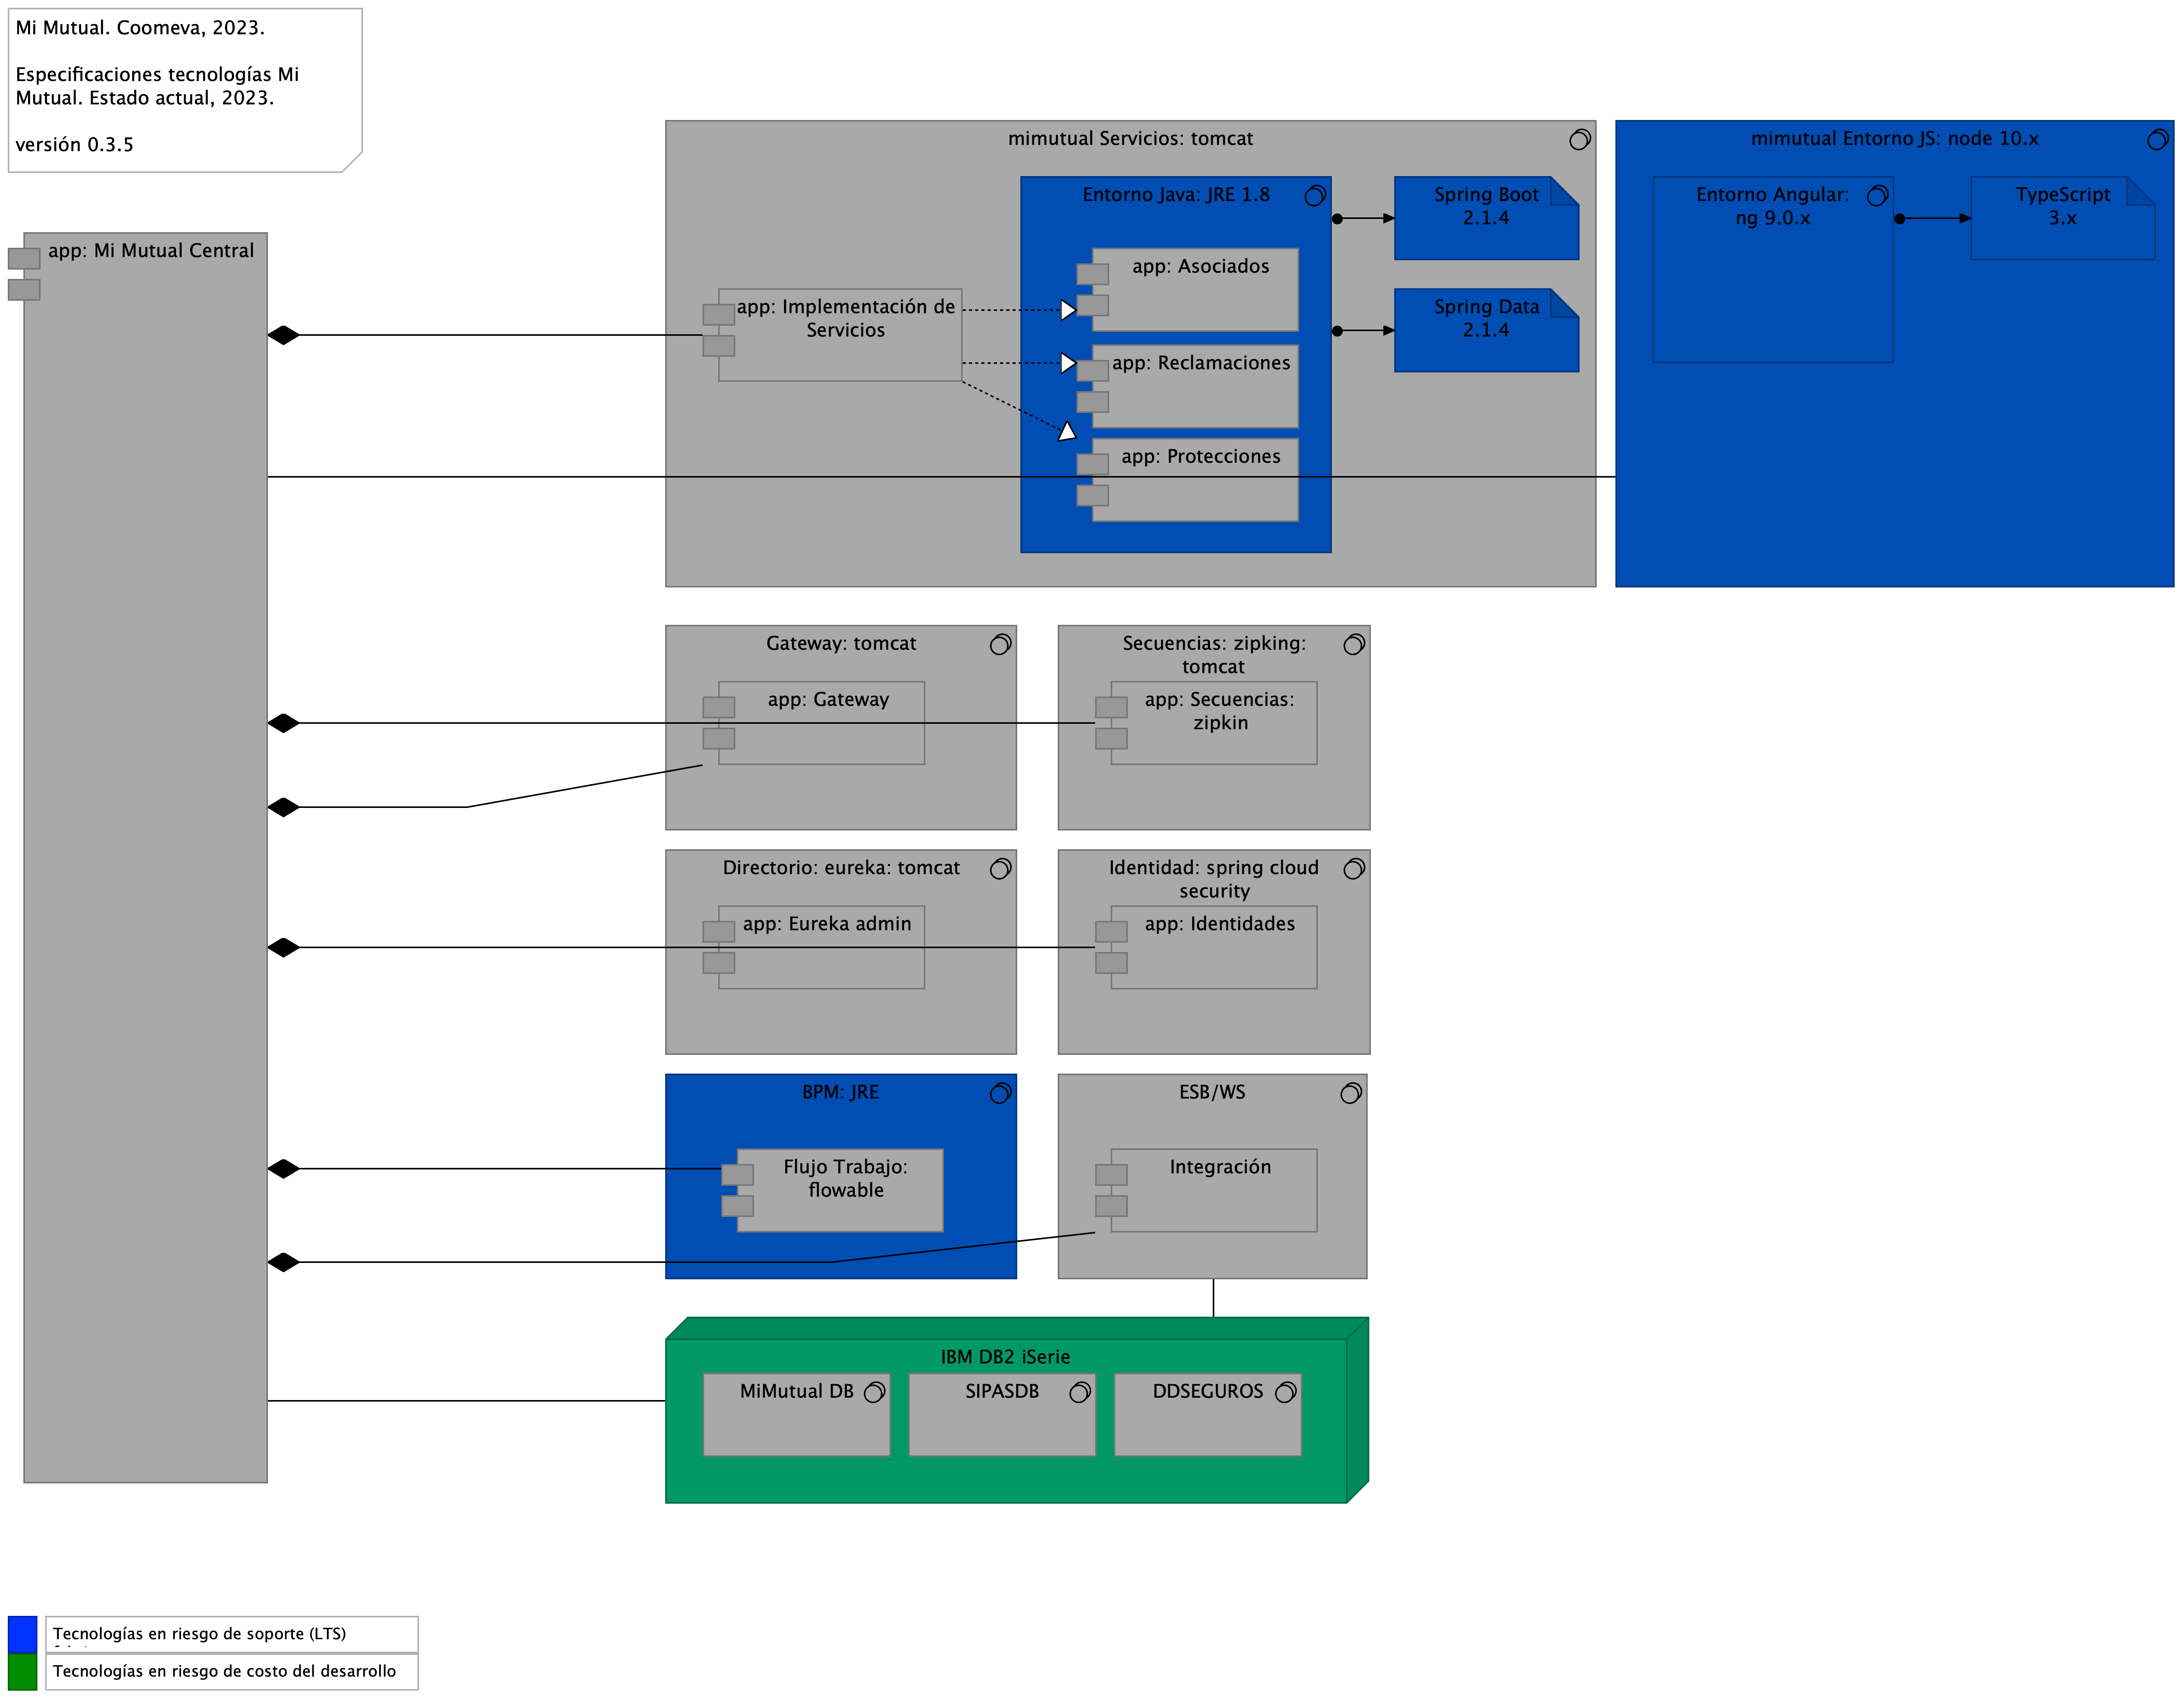 Mi Mutual. Coomeva, 2023.
Especificaciones tecnologías Mi
Mutual. Estado actual, 2023.
versión 0.3.5
app: Mi Mutual Central
mimutual Servicios: tomcat
app: Implementación de
Servicios
Entorno Java: JRE 1.8
app: Asociados
app: Reclamaciones
app: Protecciones
Spring Boot
2.1.4
Spring Data
2.1.4
mimutual Entorno JS: node 10.x
Entorno Angular:
ng 9.0.x
TypeScript
3.x
Gateway: tomcat
app: Gateway
Secuencias: zipking:
tomcat
app: Secuencias:
zipkin
Directorio: eureka: tomcat
app: Eureka admin
Identidad: spring cloud
security
app: Identidades
BPM: JRE
Flujo Trabajo:
flowable
ESB/WS
Integración
IBM DB2 iSerie
MiMutual DB
SIPASDB
DDSEGUROS
Tecnologías en riesgo de soporte (LTS)
Tecnologías en riesgo de costo del desarrollo